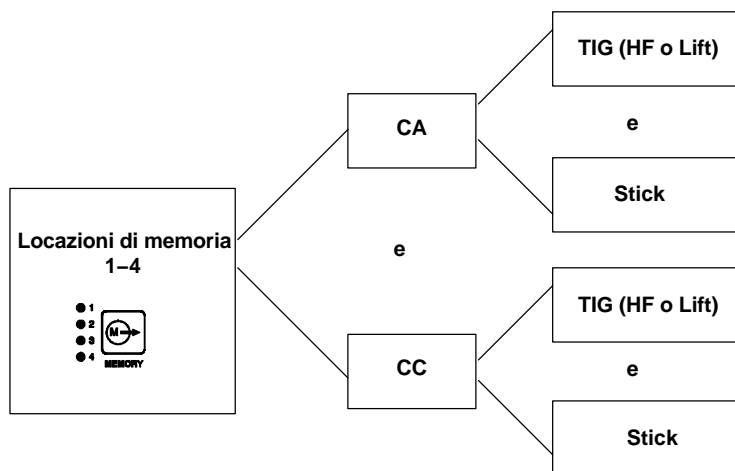 Locazioni di memoria
1–4
1
2
3
4
M
MEMORY
CA
e
CC
TIG (HF o Lift)
e
Stick
TIG (HF o Lift)
e
Stick